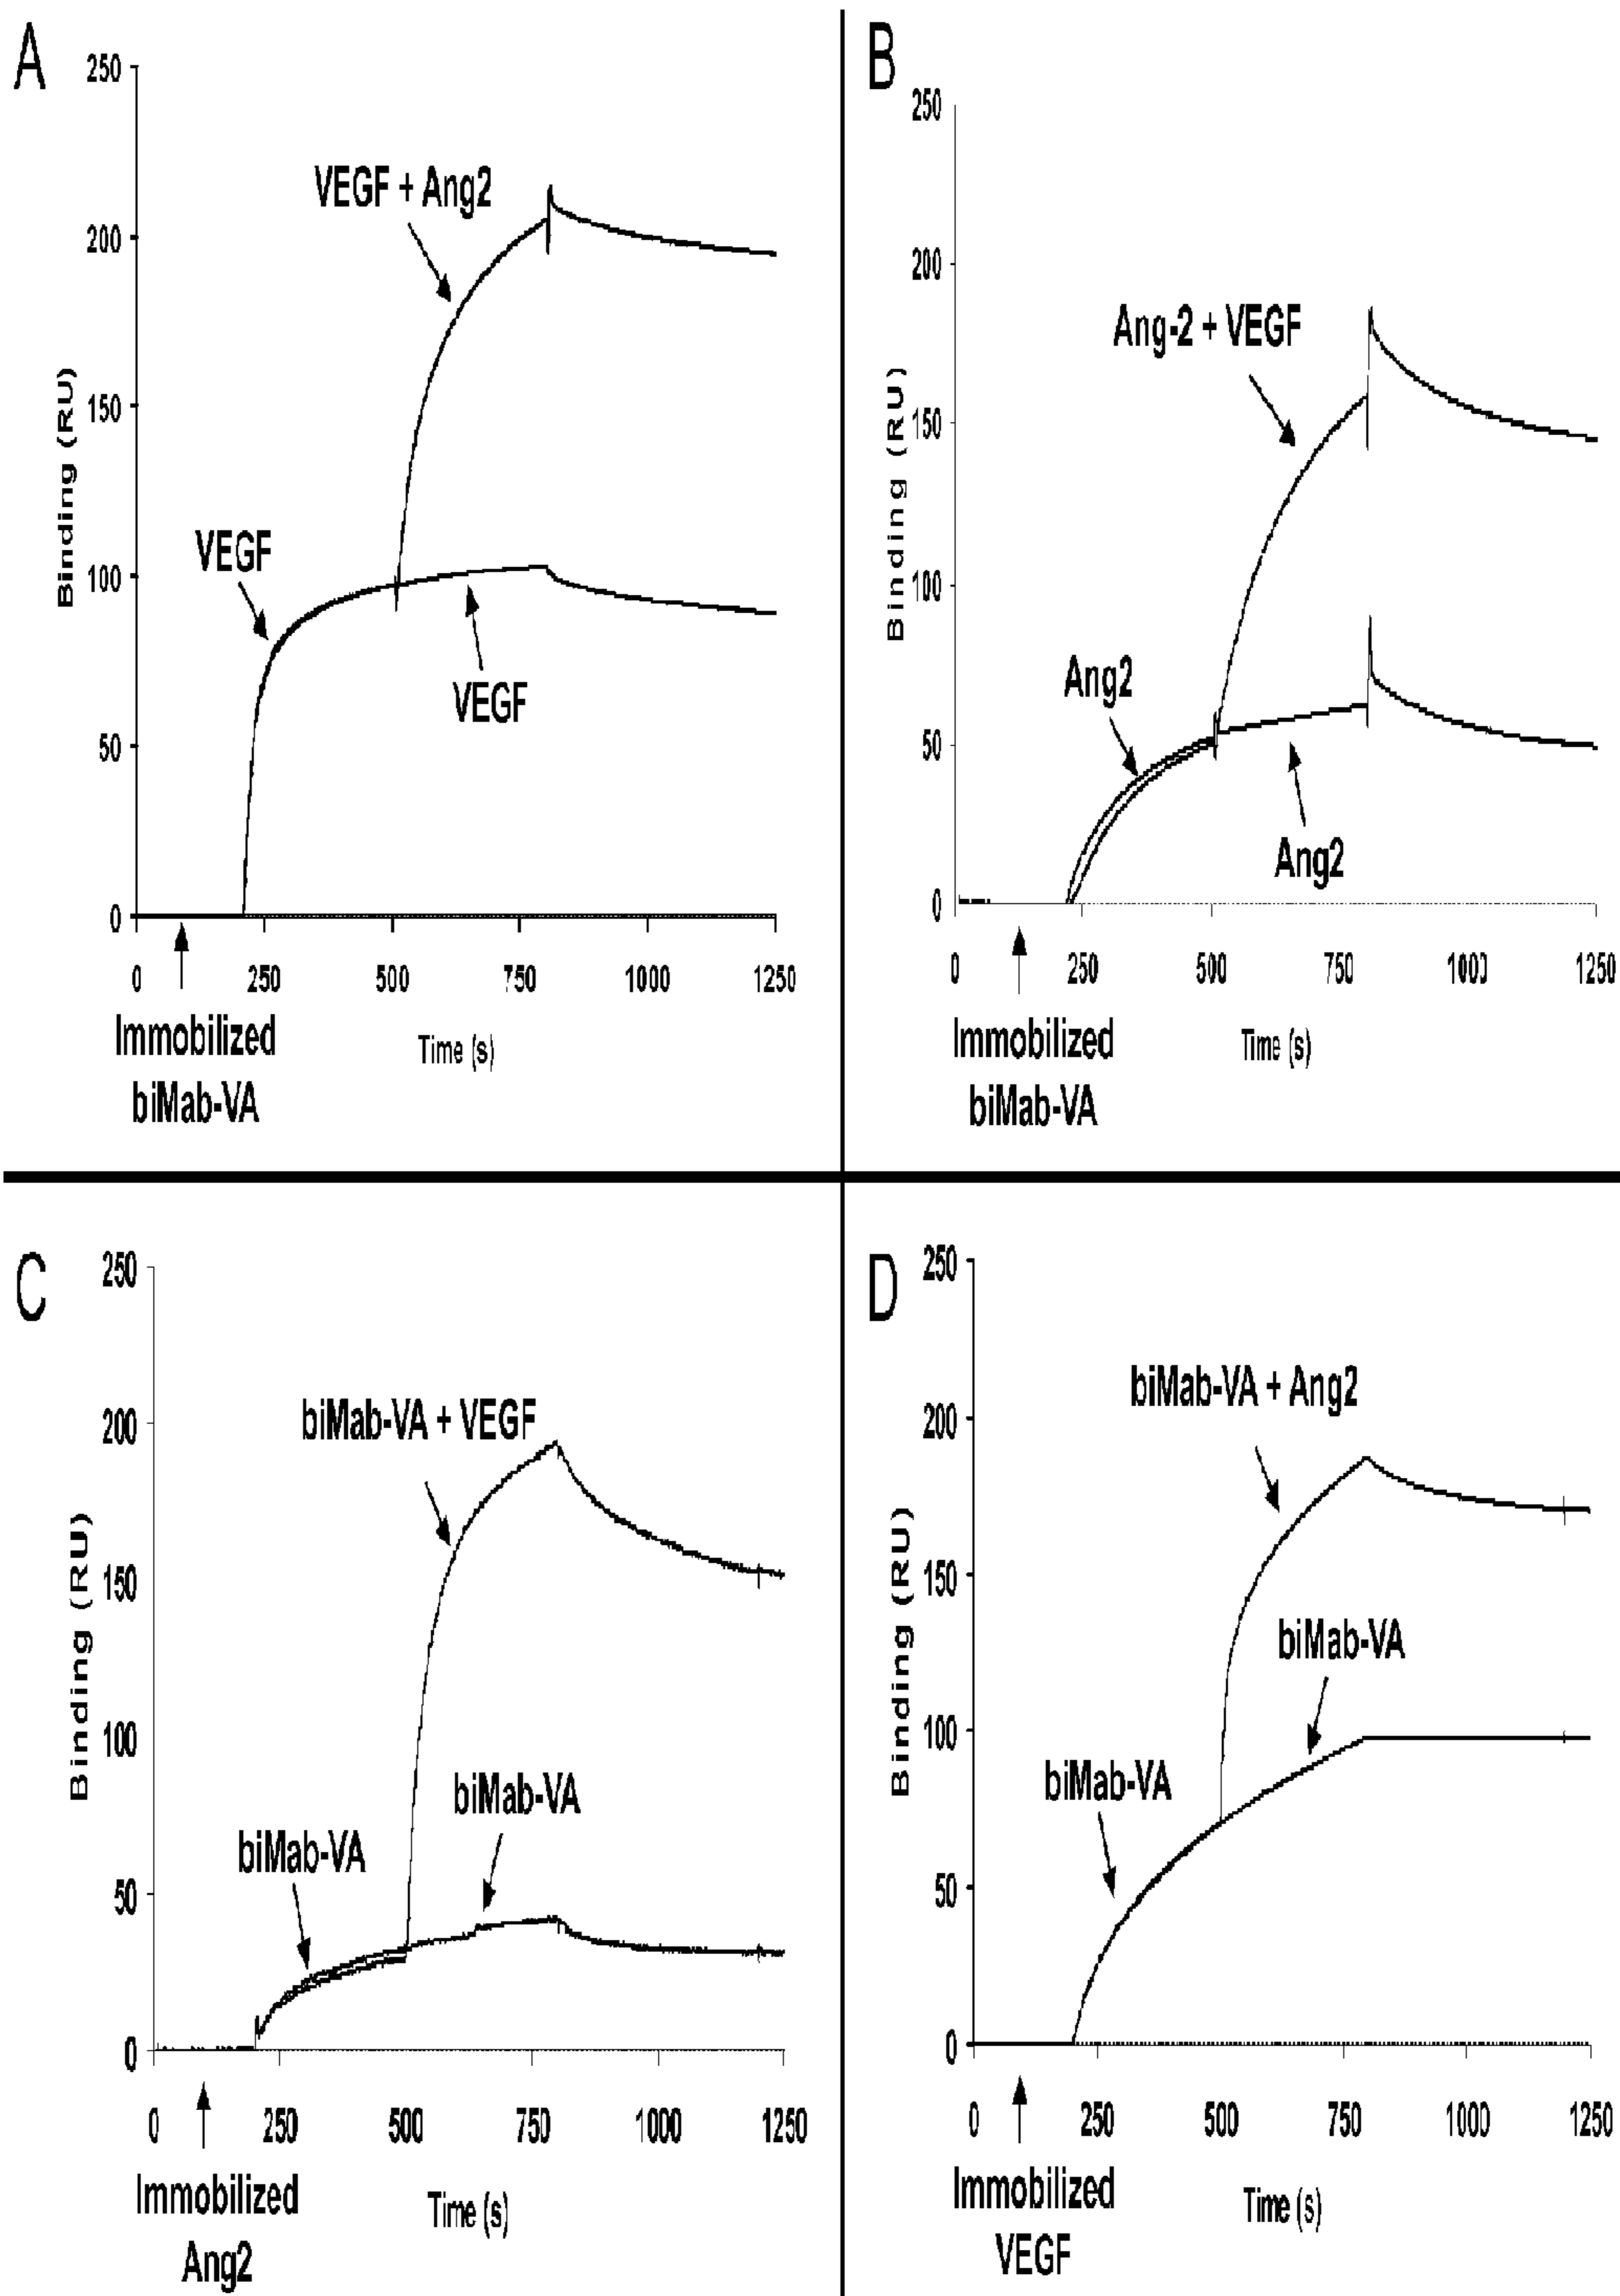 A
250
200
150
100
50
0
Binding (RU)
VEGF + Ang2
VEGF
VEGF
0 250 500 750 1000 1250
Immobilized
biMab-VA
Time (s)
B
250
200
150
100
50
0
Binding (RU)
Ang-2 + VEGF
Ang2
Ang2
0 250 500 750 1000 1250
Immobilized
biMab-VA
Time (s)
C
250
200
150
100
50
0
Binding (RU)
biMab-VA + VEGF
biMab-VA
biMab-VA
0 250 500 750 1000 1250
Immobilized
Ang2
Time (s)
D
250
200
150
100
50
0
Binding (RU)
biMab-VA + Ang2
biMab-VA
biMab-VA
0 250 500 750 1000 1250
Immobilized
VEGF
Time (s)